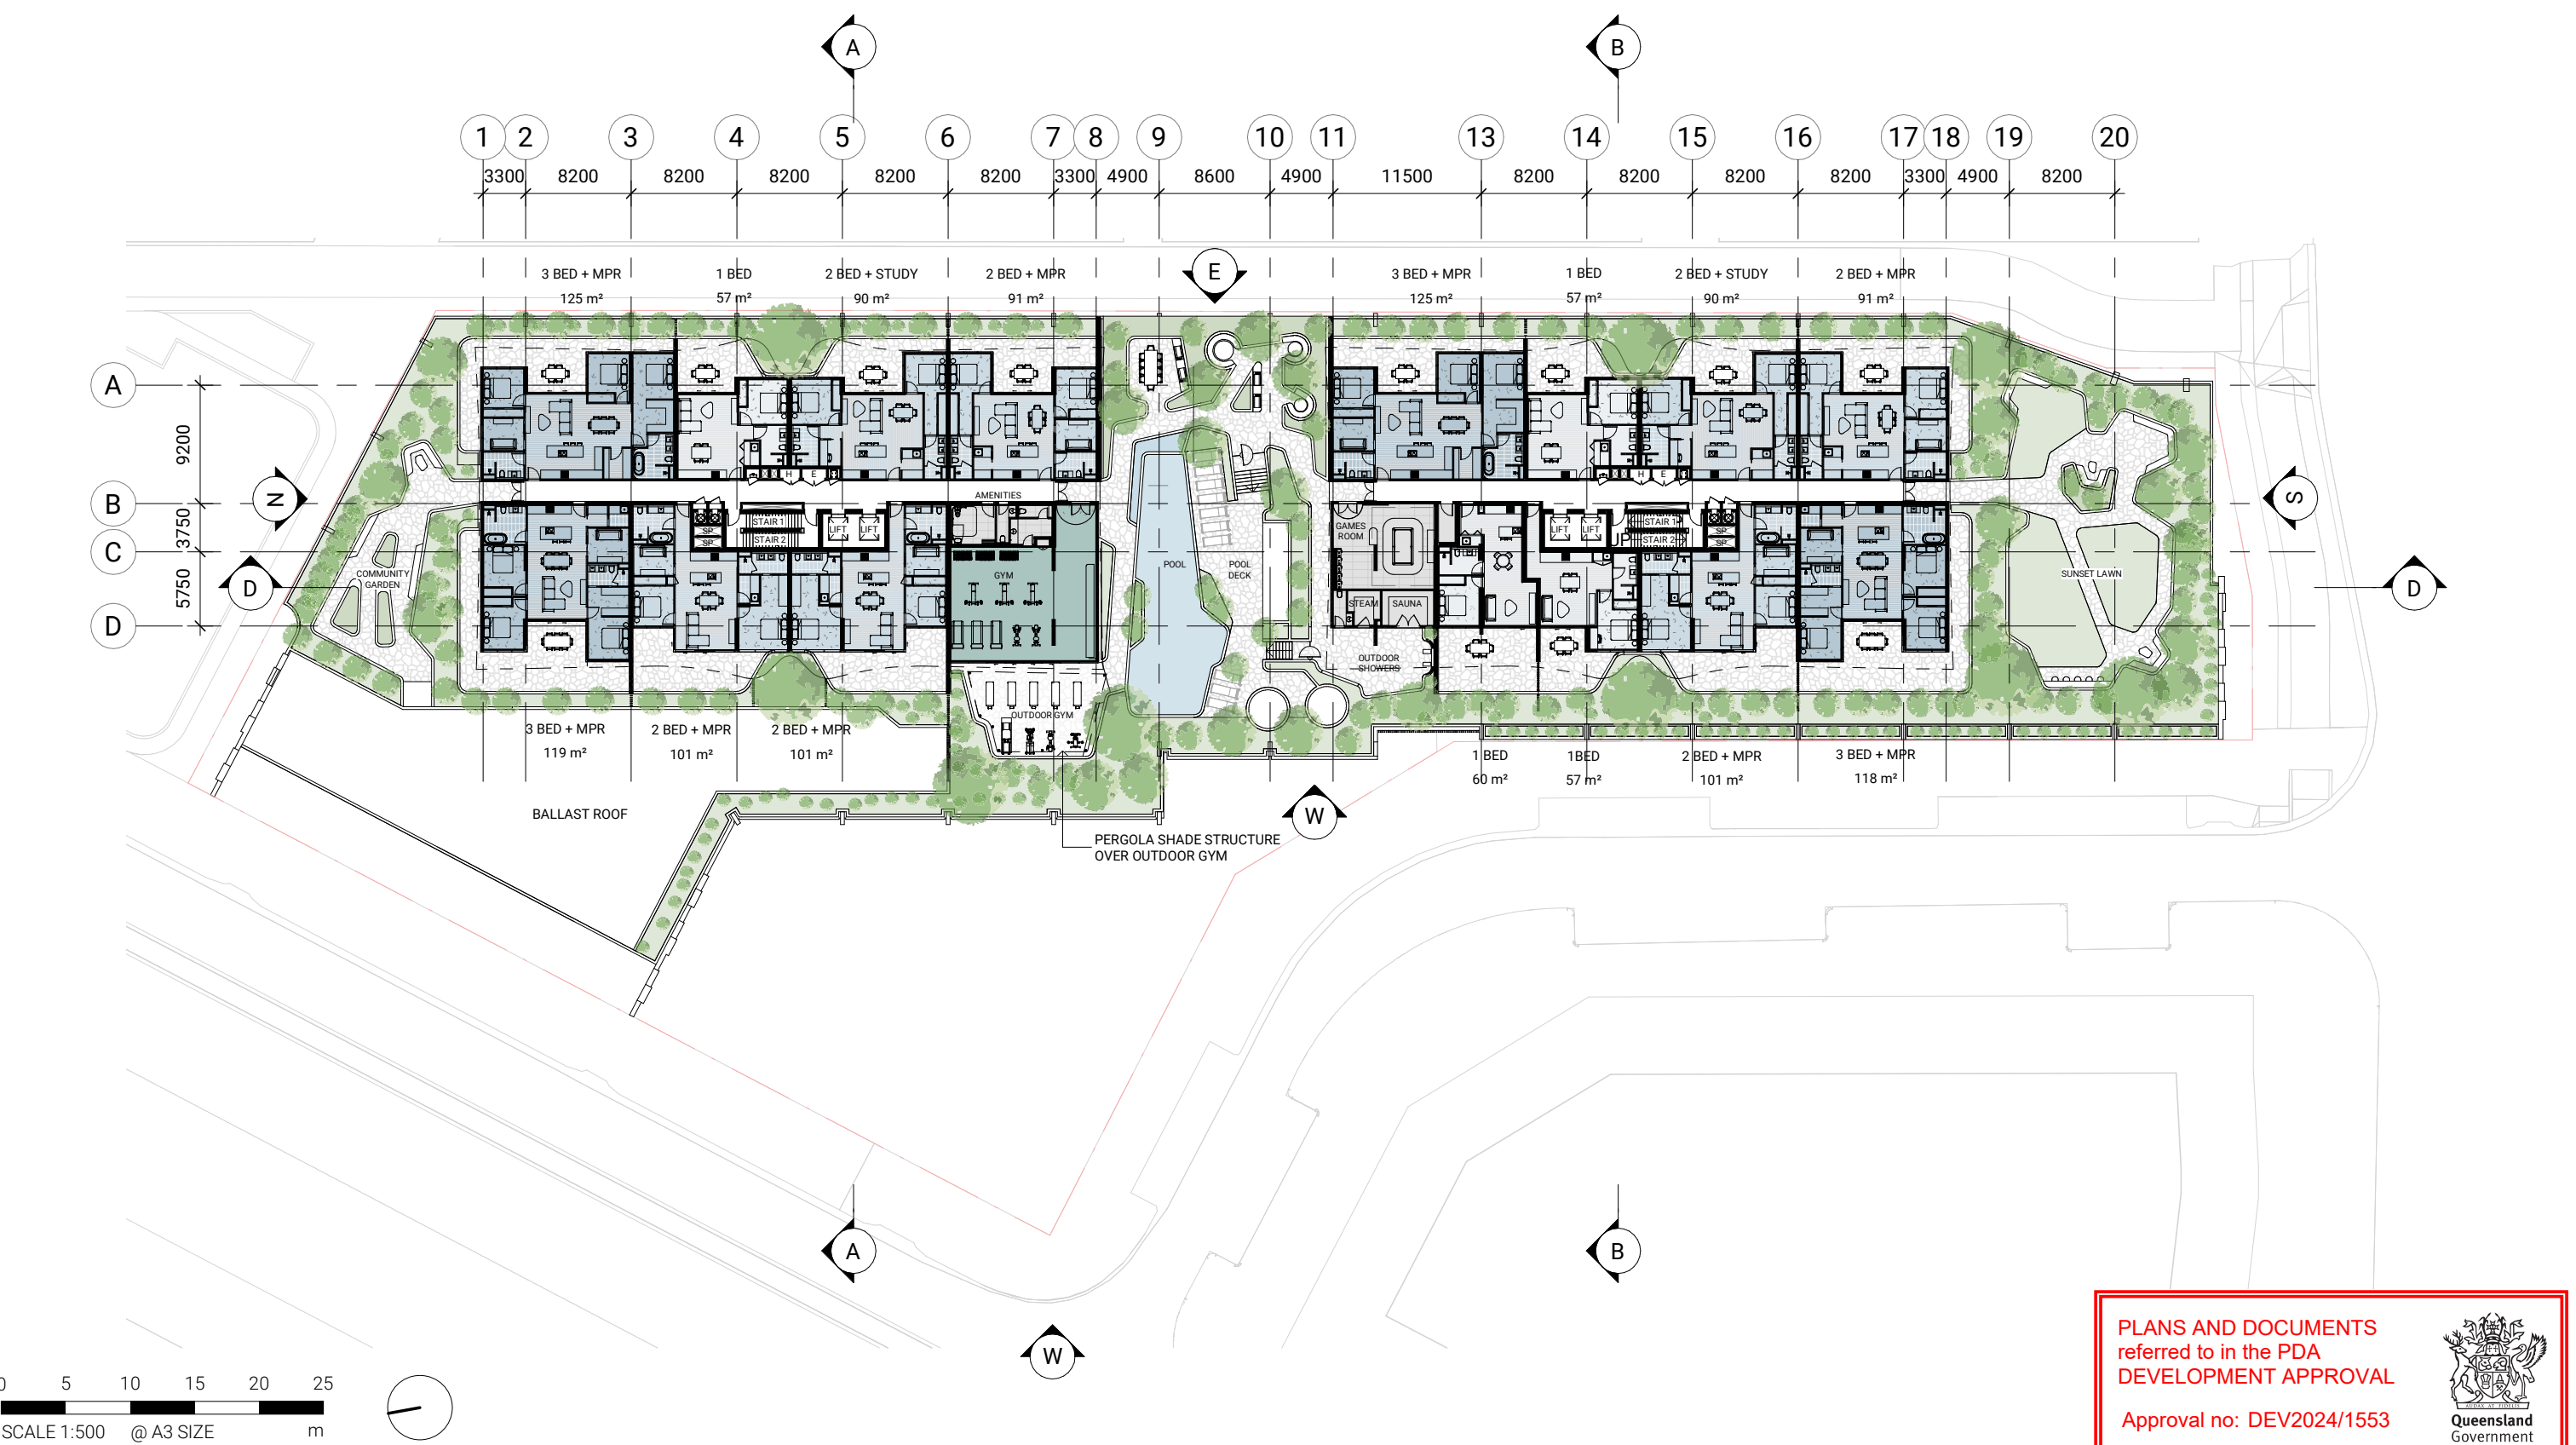 A
B
1 2 3 4 5 6 7 8 9 10 11 13 14 15 16 17 18 19 20
3300 8200 8200 8200 8200 8200 3300 4900 8600 4900 11500 8200 8200 8200 8200 3300 4900 8200
E
3 BED + MPR
125 m²
1 BED
57 m²
2 BED + STUDY
90 m²
2 BED + MPR
91 m²
3 BED + MPR
125 m²
1 BED
57 m²
2 BED + STUDY
90 m²
2 BED + MPR
91 m²
A
9200
B
3750
C
5750
D
N
S
D
D
H E
H E
AMENITIES
STAIR 1
STAIR 2
SP
SP
LIFT LIFT
GYM
COMMUNITY
GARDEN
POOL
POOL
DECK
GAMES
ROOM
STEAM
SAUNA
LIFT LIFT
STAIR 1
STAIR 2
SP
SP
SUNSET LAWN
OUTDOOR
SHOWERS
OUTDOOR GYM
3 BED + MPR
119 m²
2 BED + MPR
101 m²
2 BED + MPR
101 m²
1 BED
60 m²
1BED
57 m²
2 BED + MPR
101 m²
3 BED + MPR
118 m²
BALLAST ROOF
W
PERGOLA SHADE STRUCTURE
OVER OUTDOOR GYM
A
B
W
0 5 10 15 20 25
SCALE 1:500 @ A3 SIZE m
PLANS AND DOCUMENTS
referred to in the PDA
DEVELOPMENT APPROVAL
Approval no: DEV2024/1553
Queensland
Government